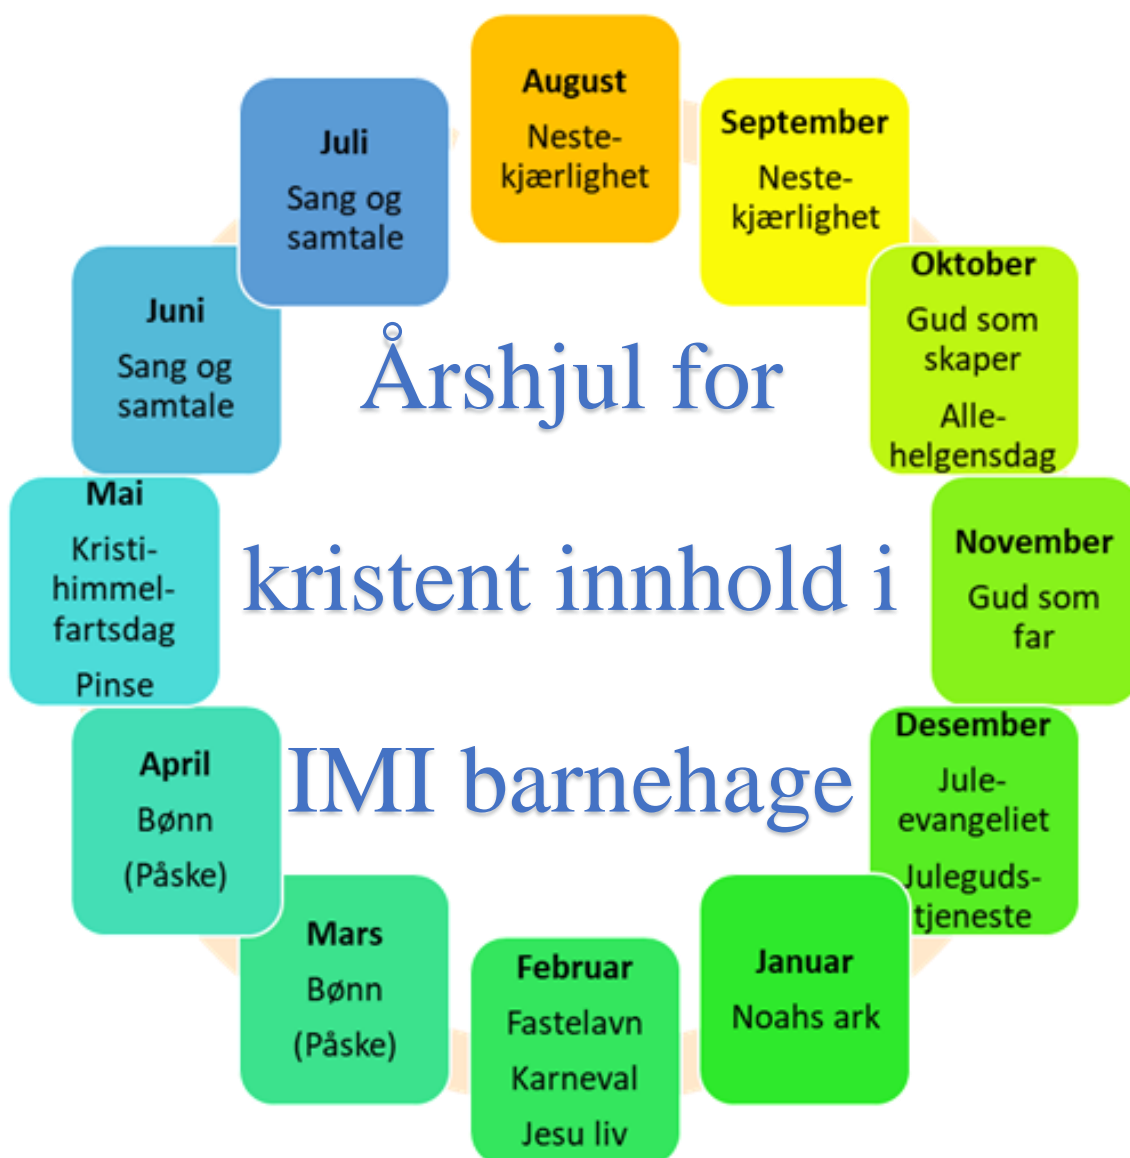 August
Neste-
kjærlighet
September
Neste-
kjærlighet
Oktober
Gud som
skaper
Alle-
helgensdag
November
Gud som
far
Desember
Jule-
evangeliet
Juleguds-
tjeneste
Januar
Noahs ark
Februar
Fastelavn
Karneval
Jesu liv
Mars
Bønn
(Påske)
April
Bønn
(Påske)
Mai
Kristi-
himmel-
fartsdag
Pinse
Juni
Sang og
samtale
Juli
Sang og
samtale
Årshjul for
kristent innhold i
IMI barnehage